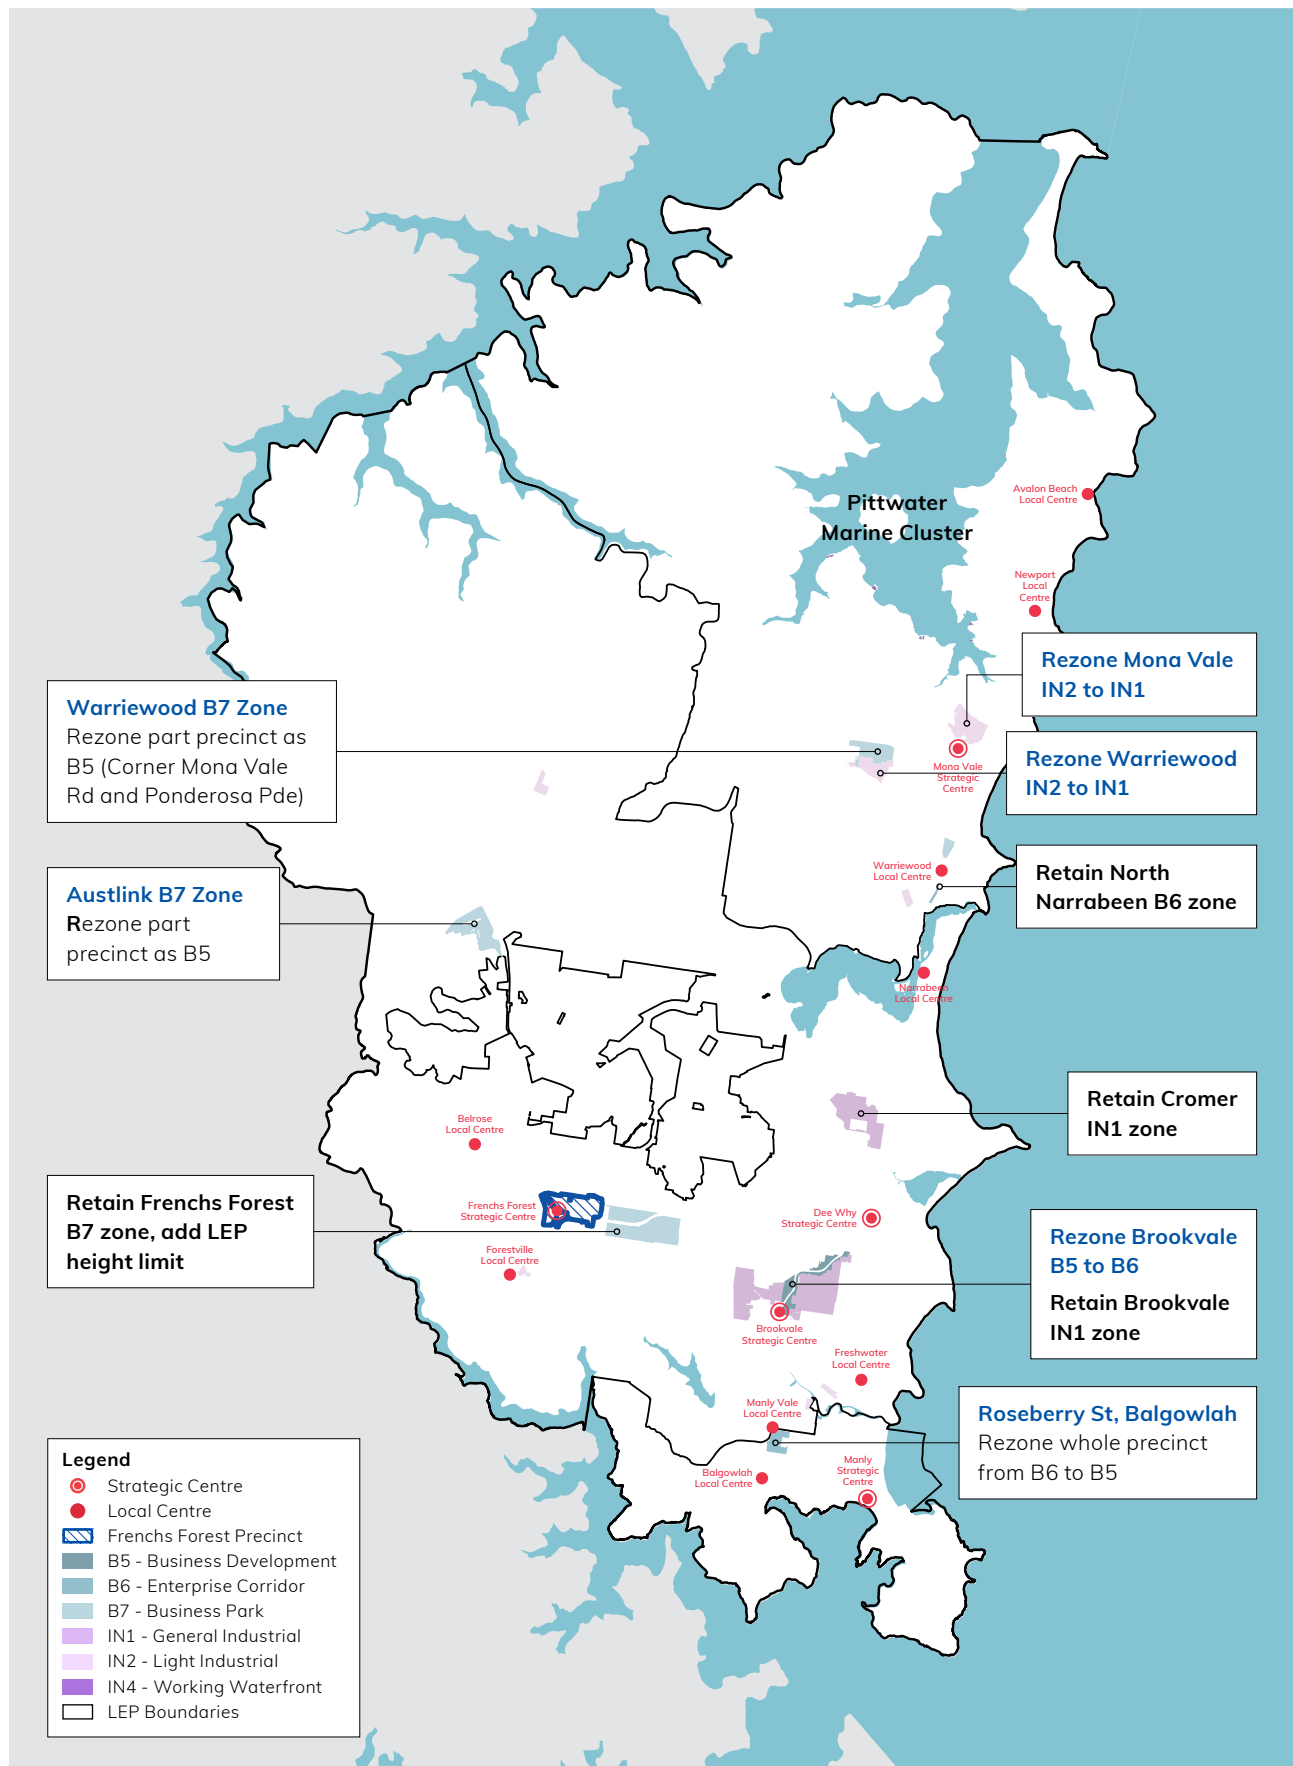 Pittwater
Marine Cluster
Avalon Beach
Local Centre
Newport
Local
Centre
Rezone Mona Vale
IN2 to IN1
Warriewood B7 Zone
Rezone part precinct as
B5 (Corner Mona Vale
Rd and Ponderosa Pde)
Mona Vale
Strategic
Centre
Rezone Warriewood
IN2 to IN1
Warriewood
Local Centre
Retain North
Narrabeen B6 zone
Austlink B7 Zone
Rezone part
precinct as B5
Narrabeen
Local Centre
Retain Cromer
IN1 zone
Belrose
Local Centre
Retain Frenchs Forest
B7 zone, add LEP
height limit
Frenchs Forest
Strategic Centre
Dee Why
Strategic Centre
Forestville
Local Centre
Rezone Brookvale
B5 to B6
Retain Brookvale
IN1 zone
Brookvale
Strategic Centre
Freshwater
Local Centre
Manly Vale
Local Centre
Roseberry St, Balgowlah
Rezone whole precinct
from B6 to B5
Balgowlah
Local Centre
Manly
Strategic
Centre
Legend
Strategic Centre
Local Centre
Frenchs Forest Precinct
B5 - Business Development
B6 - Enterprise Corridor
B7 - Business Park
IN1 - General Industrial
IN2 - Light Industrial
IN4 - Working Waterfront
LEP Boundaries